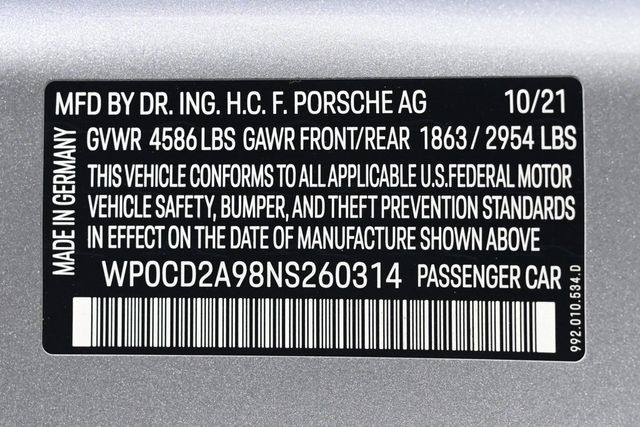 MFD BY DR. ING. H.C. F. PORSCHE AG 10/21
GVWR 4586 LBS GAWR FRONT/REAR 1863 / 2954 LBS
THIS VEHICLE CONFORMS TO ALL APPLICABLE U.S. FEDERAL MOTOR
VEHICLE SAFETY, BUMPER, AND THEFT PREVENTION STANDARDS
IN EFFECT ON THE DATE OF MANUFACTURE SHOWN ABOVE
WP0CD2A98NS260314 PASSENGER CAR
MADE IN GERMANY
992.010.534.D